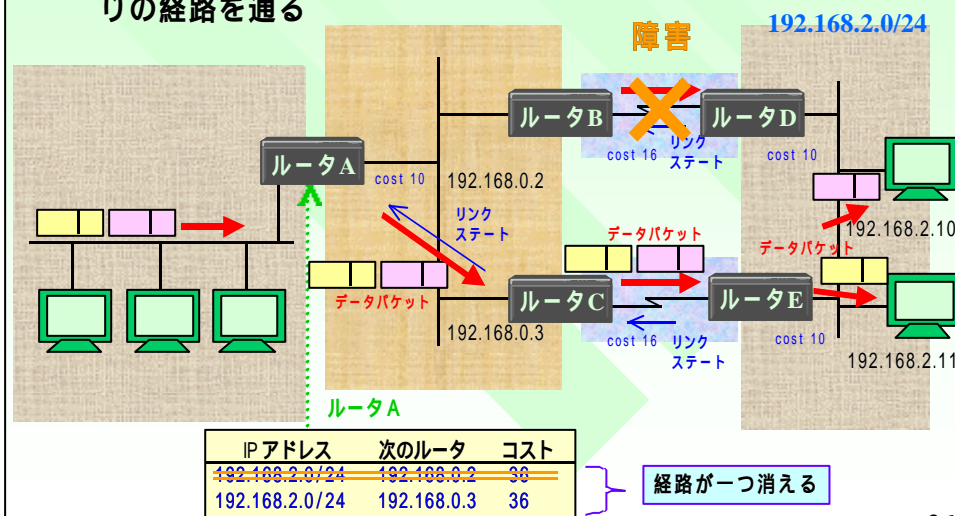 りの経路を通る
障害
192.168.2.0/24
ルータB
ルータD
リンク
ステート
cost 16
cost 10
ルータA
cost 10
192.168.0.2
リンク
ステート
データパケット
192.168.2.10
データパケット
データパケット
ルータC
ルータE
192.168.0.3
cost 16
リンク
ステート
cost 10
192.168.2.11
ルータA
IPアドレス 次のルータ コスト
192.168.2.0/24 192.168.0.2 36
192.168.2.0/24 192.168.0.3 36
経路が一つ消える